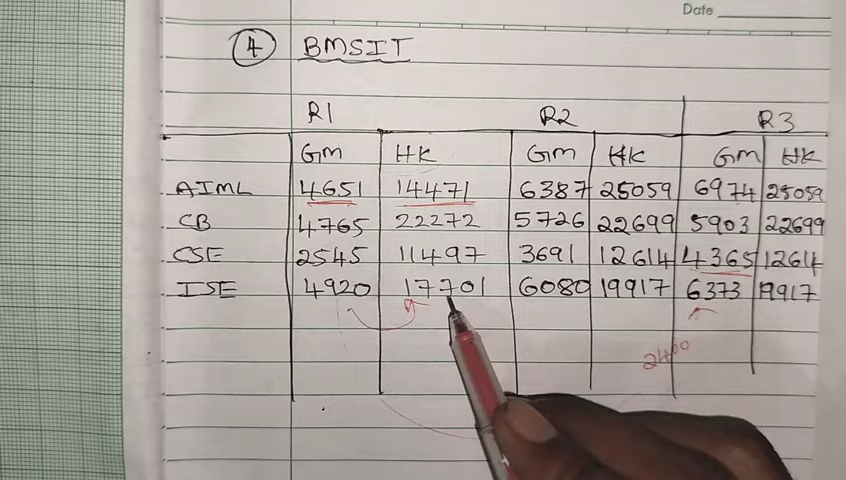 Date
4 BMSIT
R1 R2 R3
GM HK GM HK GM HK
AIML 4651 14471 6387 25059 6974 25059
CB 4765 22272 5726 22699 5903 22699
CSE 2545 11497 3691 12614 4365 12614
ISE 4920 17701 6080 19917 6373 19917
2400